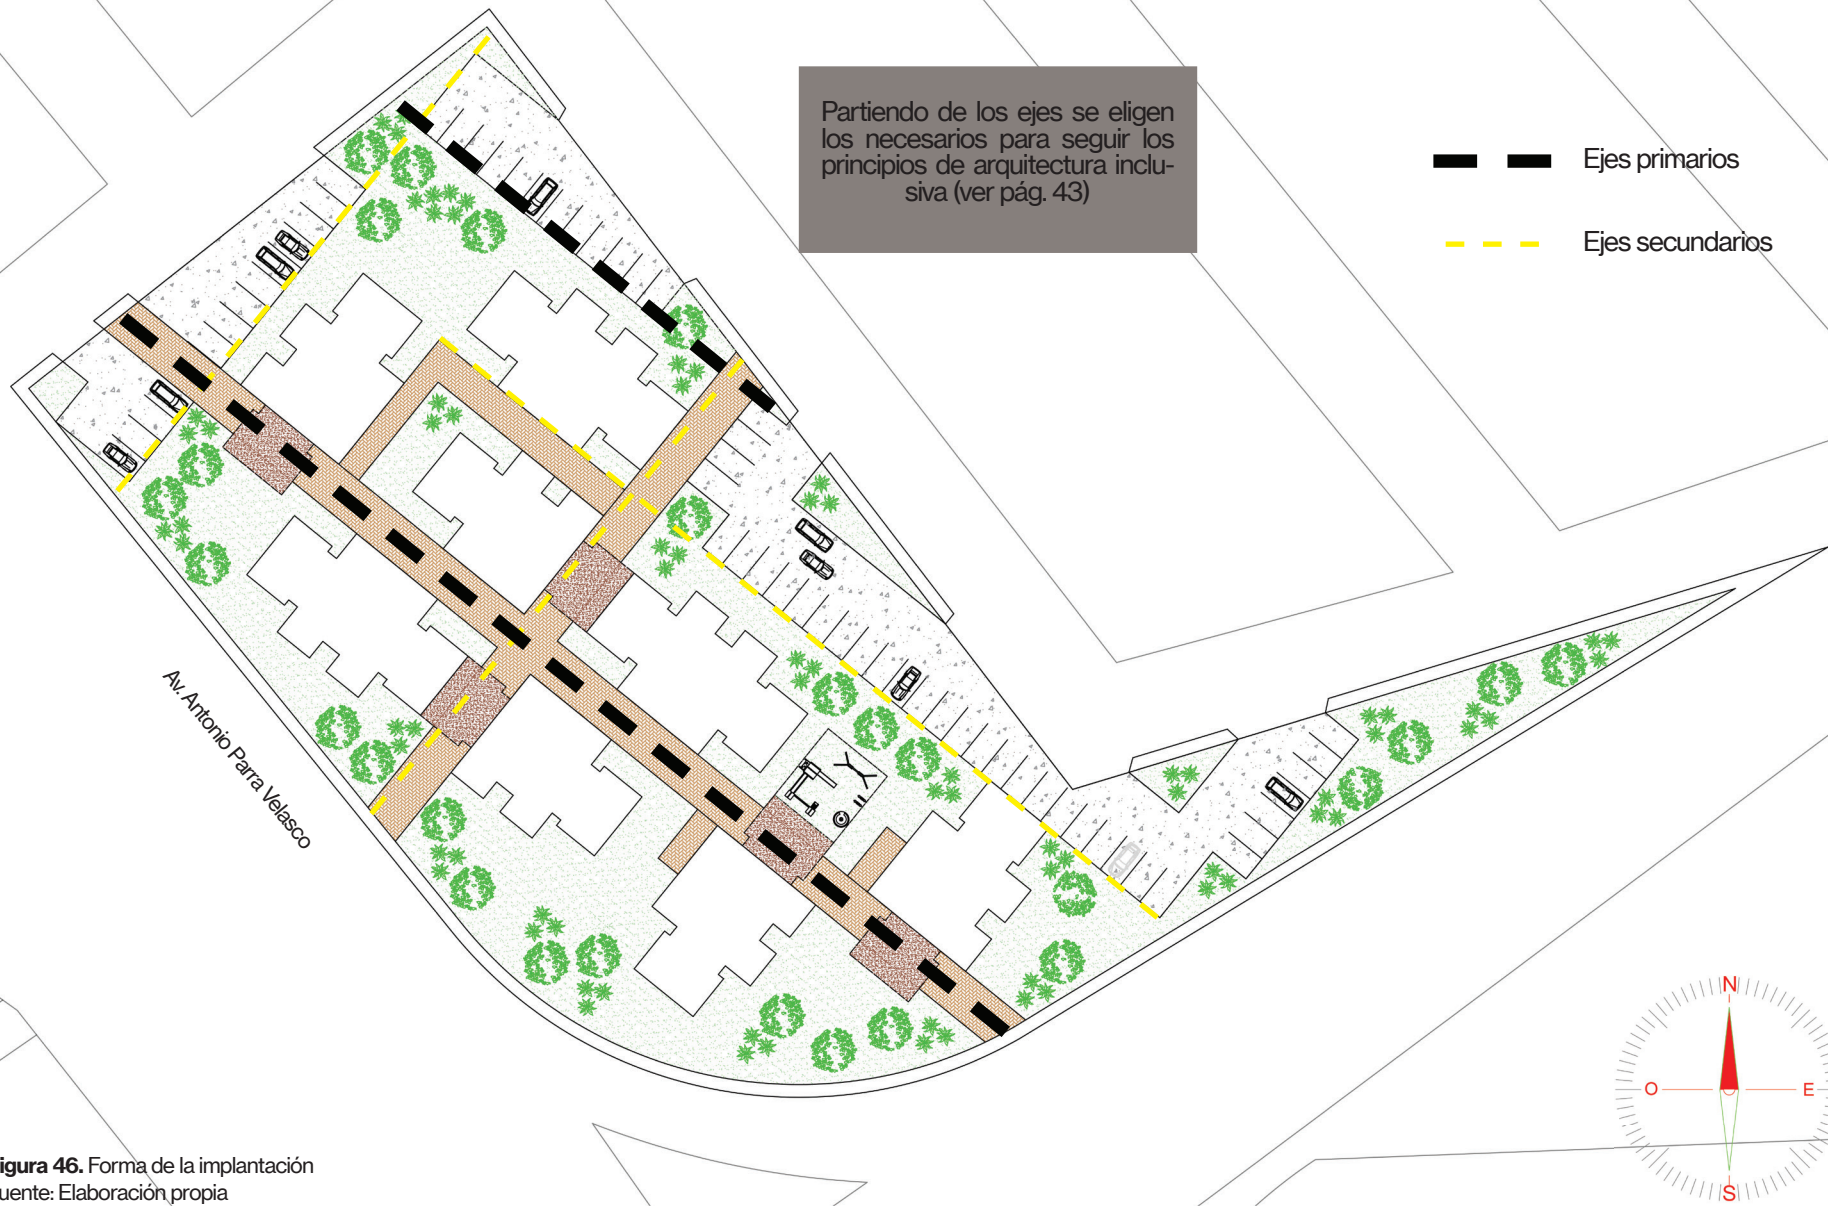 Partiendo de los ejes se eligen
los necesarios para seguir los
principios de arquitectura inclu-
siva (ver pág. 43)
Ejes primarios
Ejes secundarios
Av. Antonio Parra Velasco
N
O
E
S
igura 46. Forma de la implantación
uente: Elaboración propia